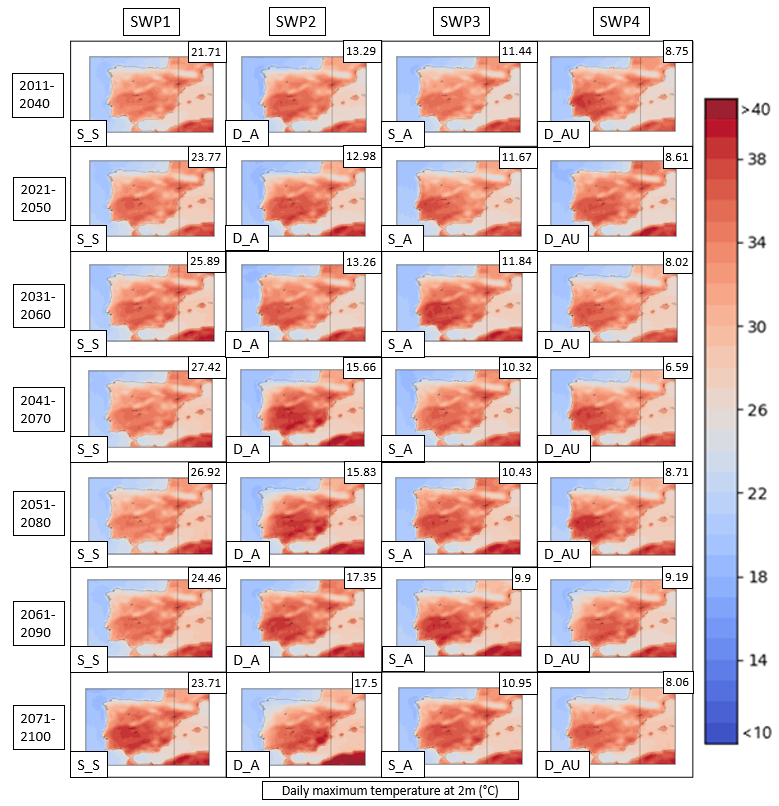 SWP1 SWP2 SWP3 SWP4
2011-
2040
21.71 13.29 11.44 8.75
S_S D_A S_A D_AU
2021-
2050
23.77 12.98 11.67 8.61
S_S D_A S_A D_AU
2031-
2060
25.89 13.26 11.84 8.02
S_S D_A S_A D_AU
2041-
2070
27.42 15.66 10.32 6.59
S_S D_A S_A D_AU
2051-
2080
26.92 15.83 10.43 8.71
S_S D_A S_A D_AU
2061-
2090
24.46 17.35 9.9 9.19
S_S D_A S_A D_AU
2071-
2100
23.71 17.5 10.95 8.06
S_S D_A S_A D_AU
>40
38
34
30
26
22
18
14
<10
Daily maximum temperature at 2m (°C)